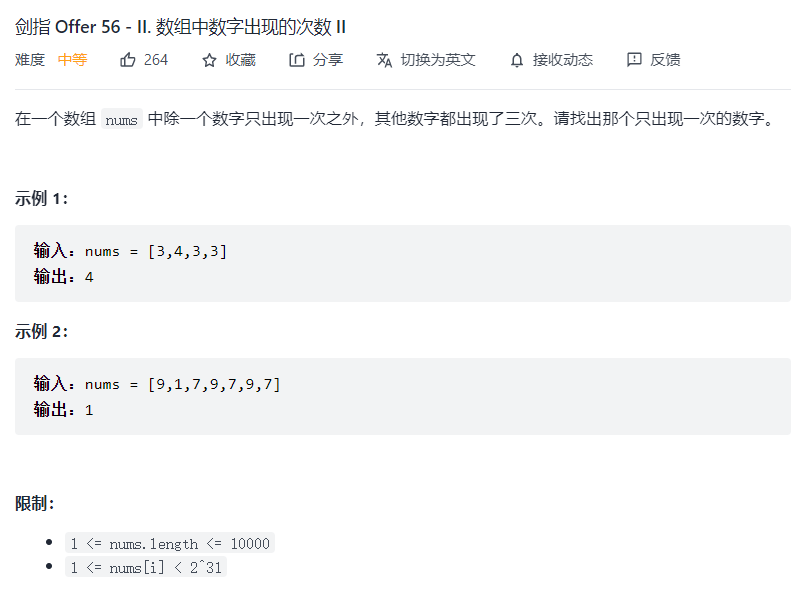 剑指 Offer 56 - II. 数组中数字出现的次数 II
难度 中等 264 收藏 分享 切换为英文 接收动态 反馈
在一个数组 nums 中除一个数字只出现一次之外，其他数字都出现了三次。请找出那个只出现一次的数字。
示例 1：
输入：nums = [3,4,3,3]
输出：4
示例 2：
输入：nums = [9,1,7,9,7,9,7]
输出：1
限制：
1 <= nums.length <= 10000
1 <= nums[i] < 2^31